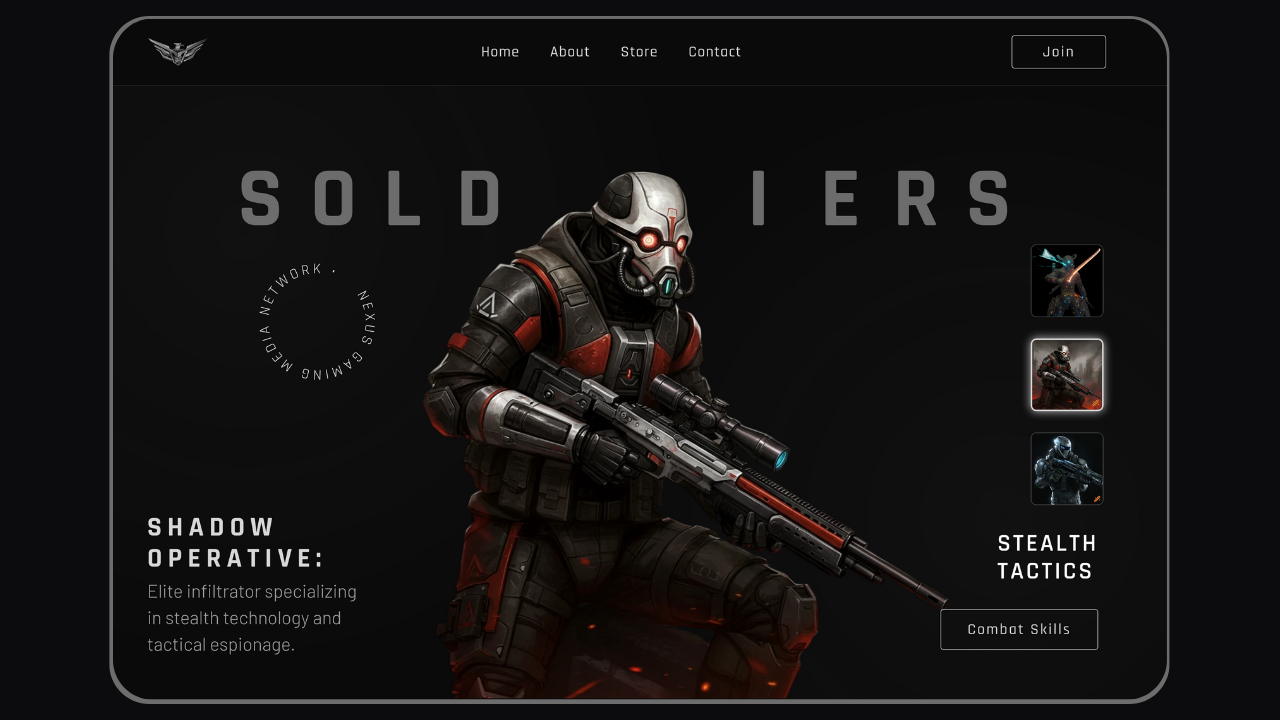 Home About Store Contact Join
SOLD IERS
NEXUS GAMING MEDIA NETWORK •
SHADOW
OPERATIVE:
Elite infiltrator specializing
in stealth technology and
tactical espionage.
STEALTH
TACTICS
Combat Skills